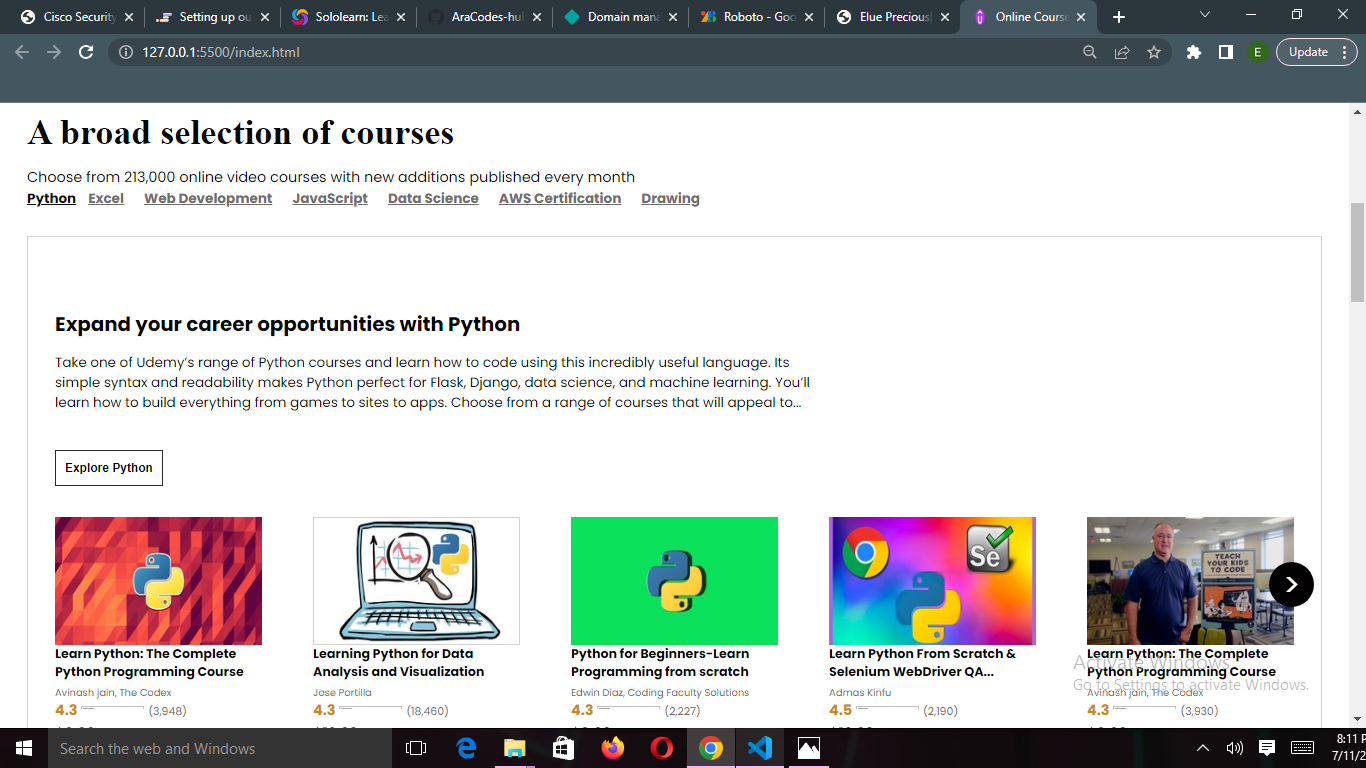 Cisco Security
Setting up ou
Sololearn: Lea
AraCodes-hul
Domain mana
Roboto - Goo
Elue Precious
Online Course
127.0.0.1:5500/index.html
E
Update
A broad selection of courses
Choose from 213,000 online video courses with new additions published every month
Python Excel Web Development JavaScript Data Science AWS Certification Drawing
Expand your career opportunities with Python
Take one of Udemy’s range of Python courses and learn how to code using this incredibly useful language. Its
simple syntax and readability makes Python perfect for Flask, Django, data science, and machine learning. You’ll
learn how to build everything from games to sites to apps. Choose from a range of courses that will appeal to...
Explore Python
Learn Python: The Complete
Python Programming Course
Avinash jain, The Codex
4.3 (3,948)
Learning Python for Data
Analysis and Visualization
Jose Portilla
4.3 (18,460)
Python for Beginners-Learn
Programming from scratch
Edwin Diaz, Coding Faculty Solutions
4.3 (2,227)
Se
Learn Python From Scratch &
Selenium WebDriver QA...
Admas Kinfu
4.5 (2,190)
TEACH
YOUR KIDS
TO CODE
Learn Python: The Complete
Python Programming Course
Avinash jain, The Codex
4.3 (3,930)
Activate Windows
Go to Settings to activate Windows.
Search the web and Windows
8:11 P
7/11/2